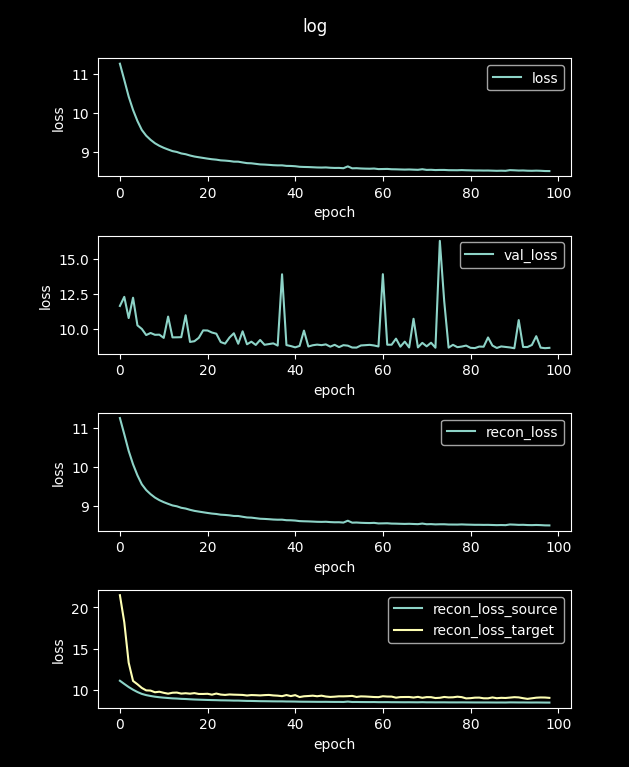 log
11
10
9
loss
loss
0 20 40 60 80 100
epoch
15.0
12.5
10.0
loss
val_loss
0 20 40 60 80 100
epoch
11
10
9
loss
recon_loss
0 20 40 60 80 100
epoch
20
15
10
loss
recon_loss_source
recon_loss_target
0 20 40 60 80 100
epoch